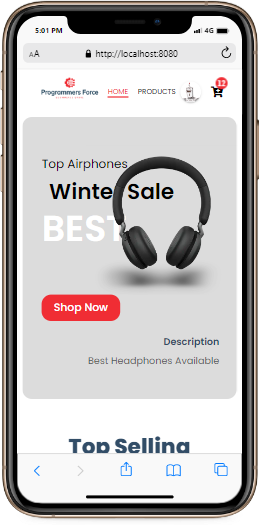 5:01 PM 4G
AA http://localhost:8080
Programmers Force HOME PRODUCTS 12
Top Airphones
Winte Sale
BEST
Shop Now
Description
Best Headphones Available
Top Selling